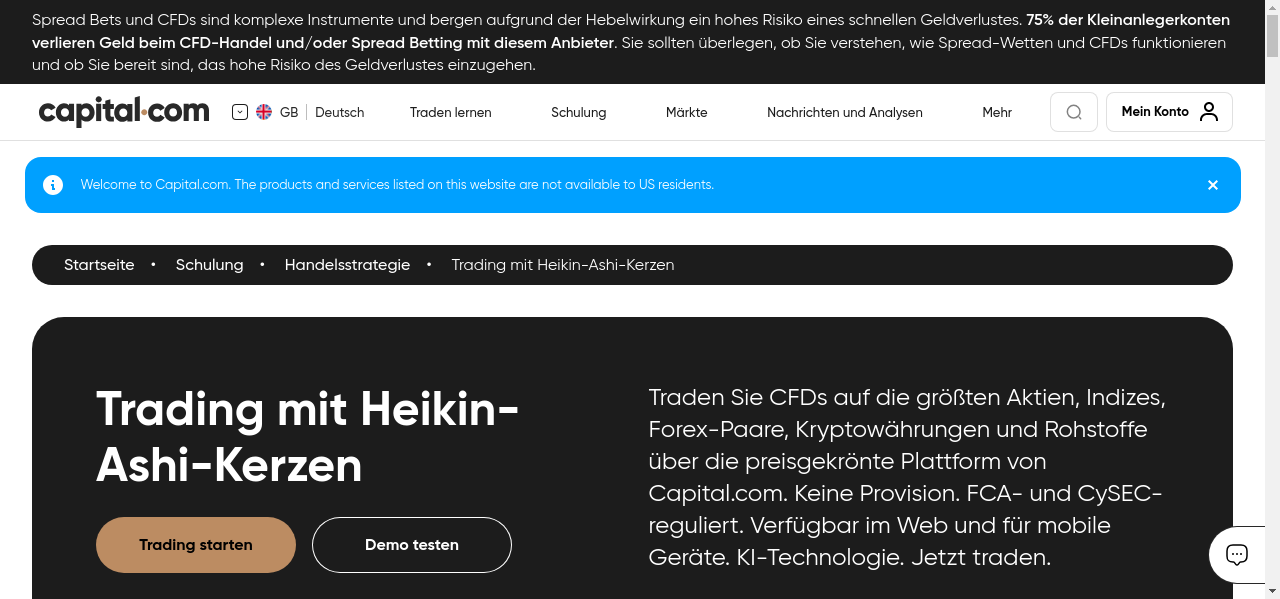 Spread Bets und CFDs sind komplexe Instrumente und bergen aufgrund der Hebelwirkung ein hohes Risiko eines schnellen Geldverlustes. 75% der Kleinanlegerkonten
verlieren Geld beim CFD-Handel und/oder Spread Betting mit diesem Anbieter. Sie sollten überlegen, ob Sie verstehen, wie Spread-Wetten und CFDs funktionieren
und ob Sie bereit sind, das hohe Risiko des Geldverlustes einzugehen.
capital.com GB Deutsch Traden lernen Schulung Märkte Nachrichten und Analysen Mehr Mein Konto
Welcome to Capital.com. The products and services listed on this website are not available to US residents.
Startseite • Schulung • Handelsstrategie • Trading mit Heikin-Ashi-Kerzen
Trading mit Heikin-
Ashi-Kerzen
Trading starten Demo testen
Traden Sie CFDs auf die größten Aktien, Indizes,
Forex-Paare, Kryptowährungen und Rohstoffe
über die preisgekrönte Plattform von
Capital.com. Keine Provision. FCA- und CySEC-
reguliert. Verfügbar im Web und für mobile
Geräte. KI-Technologie. Jetzt traden.